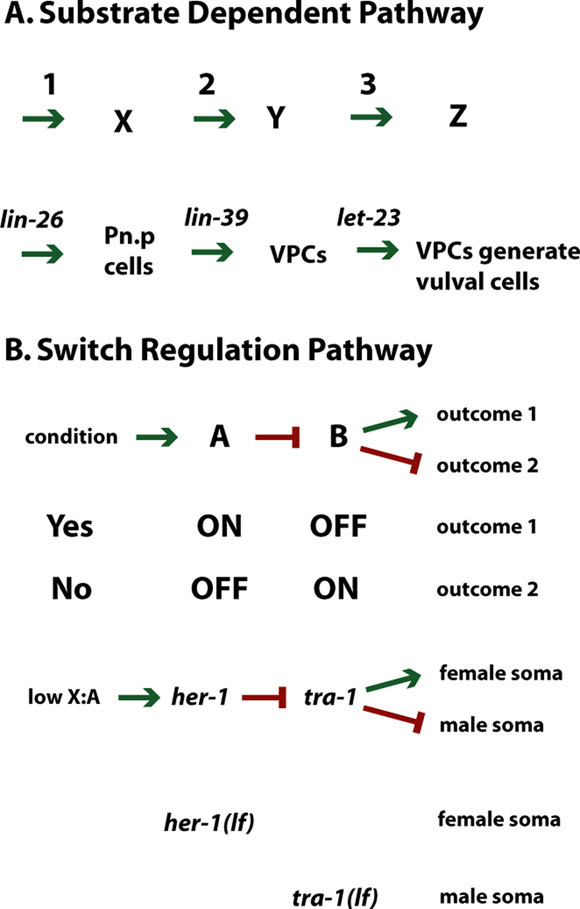 A. Substrate Dependent Pathway
1 2 3
X Y Z
lin-26 lin-39 let-23
Pn.p
cells
VPCs
VPCs generate
vulval cells
B. Switch Regulation Pathway
condition A B
outcome 1
outcome 2
Yes ON OFF outcome 1
No OFF ON outcome 2
low X:A her-1 tra-1
female soma
male soma
her-1(lf) female soma
tra-1(lf) male soma